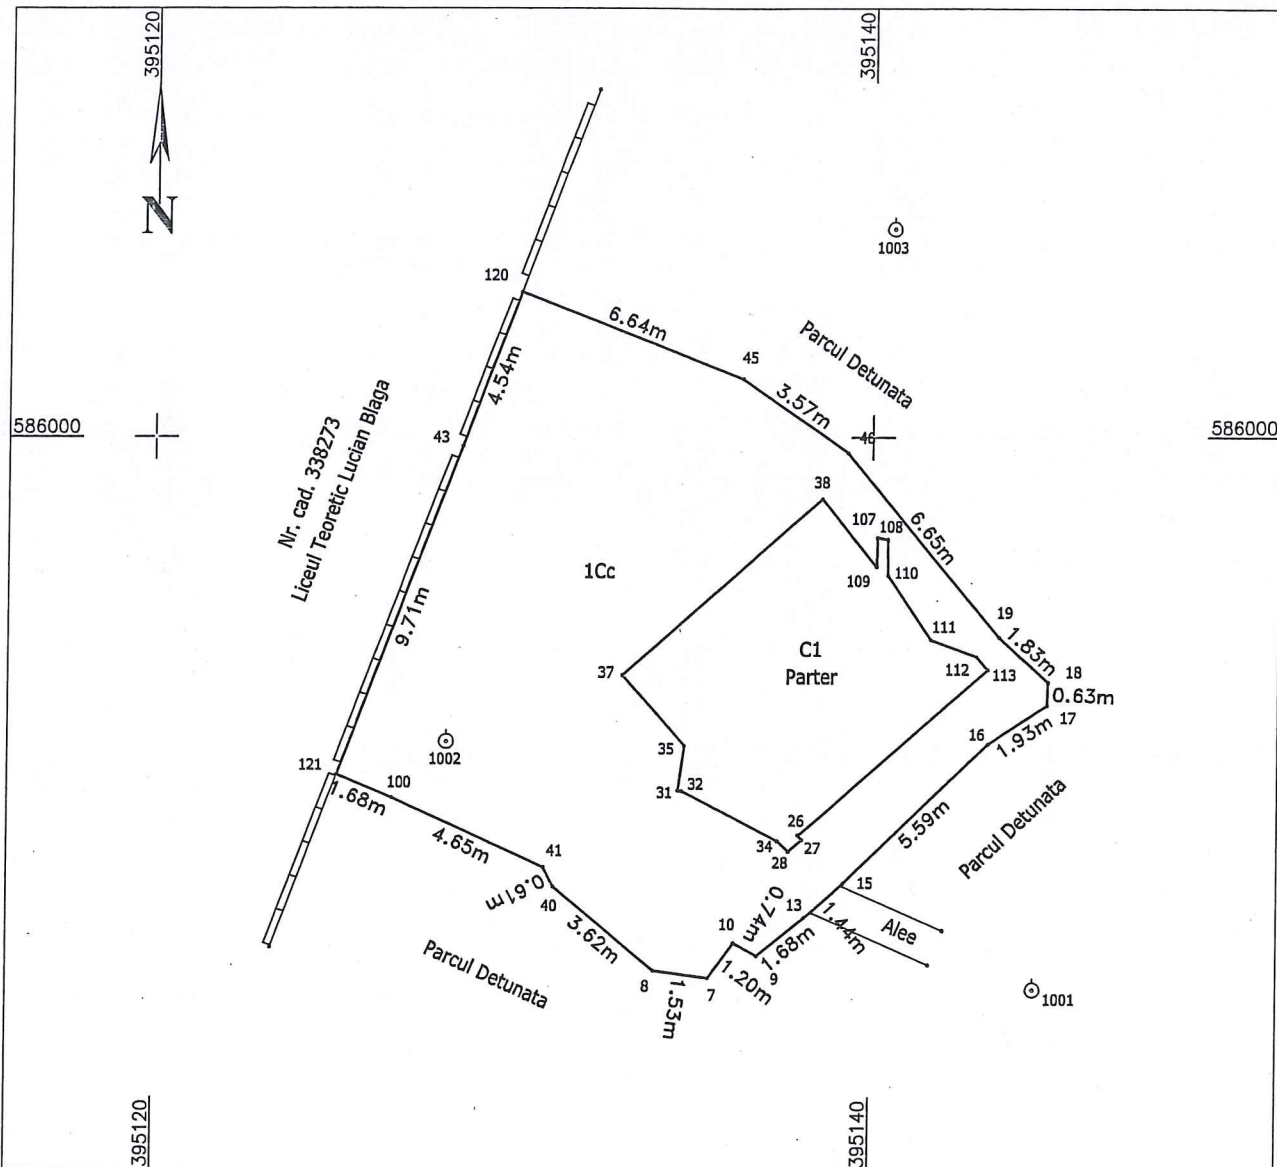 395120
395140
N
1003
120
6.64m
Parcul Detunata
45
4.54m
3.57m
586000
586000
43
46
Nr. cad. 338273
Liceul Teoretic Lucian Blaga
38
107
108
6.65m
109
110
1Cc
9.71m
19
111
1.83m
C1
Parter
112
113
18
37
0.63m
17
16
1.93m
35
1002
121
100
31
32
1.68m
4.65m
26
5.59m
Parcul Detunata
34
27
28
41
0.61m
40
15
0.74m
13
1.44m
Alee
10
3.62m
1.68m
9
Parcul Detunata
8
7
1.20m
1.53m
1001
395120
395140